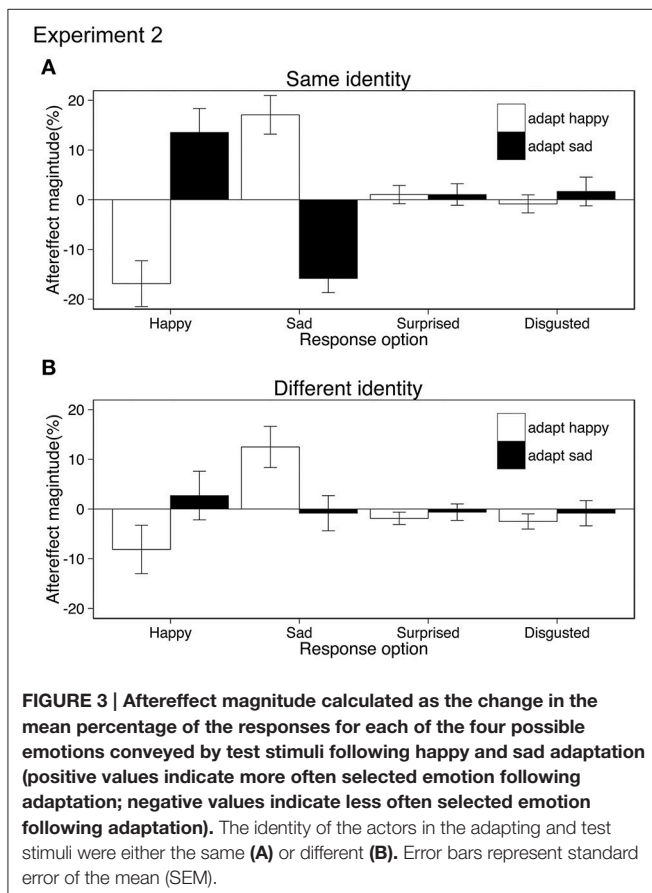 Experiment 2
A
Same identity
Aftereffect magintude(%)
20
10
0
-10
-20
adapt happy
adapt sad
Happy Sad Surprised Disgusted
Response option
B
Different identity
Aftereffect magintude(%)
20
10
0
-10
-20
adapt happy
adapt sad
Happy Sad Surprised Disgusted
Response option
FIGURE 3 | Aftereffect magnitude calculated as the change in the
mean percentage of the responses for each of the four possible
emotions conveyed by test stimuli following happy and sad adaptation
(positive values indicate more often selected emotion following
adaptation; negative values indicate less often selected emotion
following adaptation). The identity of the actors in the adapting and test
stimuli were either the same (A) or different (B). Error bars represent standard
error of the mean (SEM).